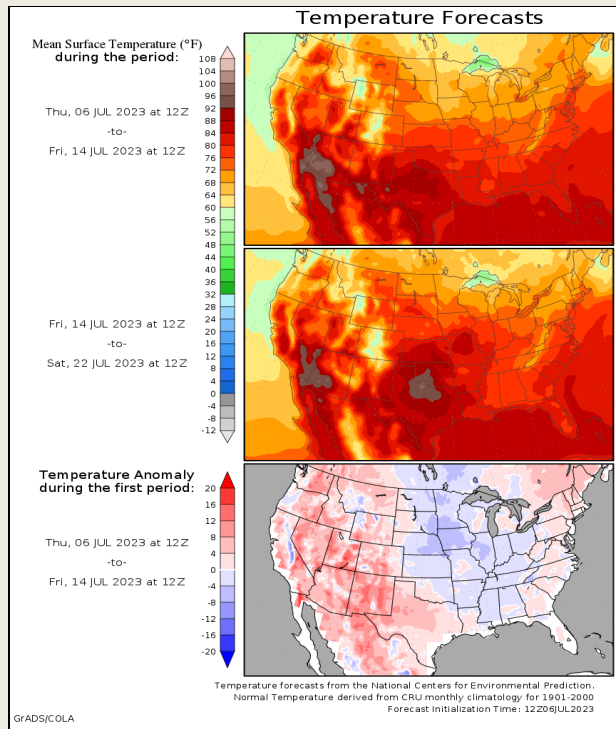 Temperature Forecasts
Mean Surface Temperature (°F)
during the period:
Thu, 06 JUL 2023 at 12Z
-to-
Fri, 14 JUL 2023 at 12Z
108
104
100
96
92
88
84
80
76
72
68
64
60
56
52
48
44
40
36
32
30
28
24
20
16
12
8
4
0
-4
-8
-12
Fri, 14 JUL 2023 at 12Z
-to-
Sat, 22 JUL 2023 at 12Z
Temperature Anomaly
during the first period:
Thu, 06 JUL 2023 at 12Z
-to-
Fri, 14 JUL 2023 at 12Z
20
16
12
8
4
0
-4
-8
-12
-16
-20
Temperature forecasts from the National Centers for Environmental Prediction.
Normal Temperature derived from CRU monthly climatology for 1901-2000
Forecast Initialization Time: 12Z06JUL2023
GrADS/COLA